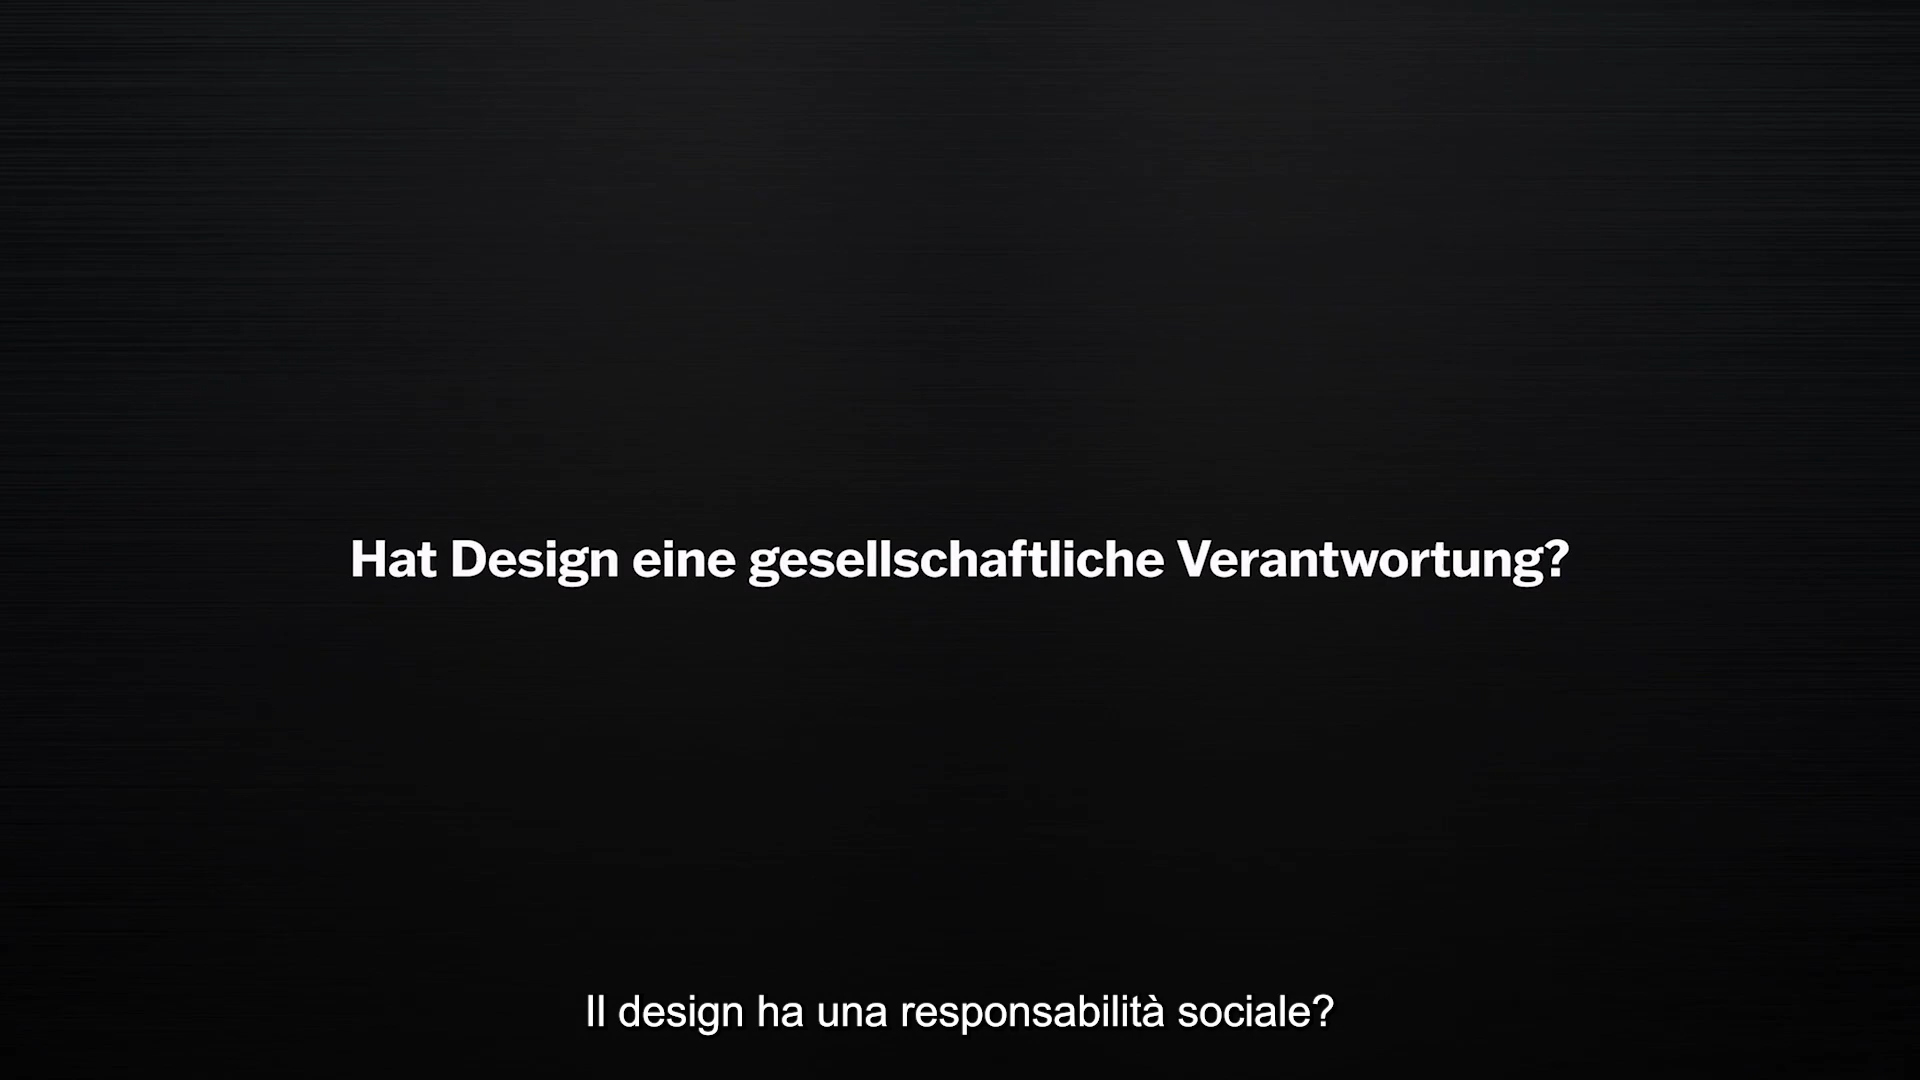 Hat Design eine gesellschaftliche Verantwortung?
Il design ha una responsabilità sociale?